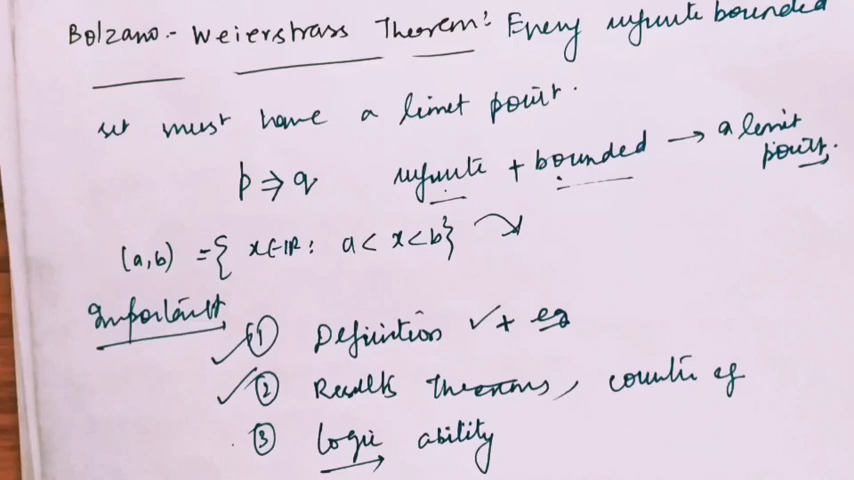 Bolzano - Weierstrass Theorem: Every infinite bounded
set must have a limit point.
p ⇒ q infinite + bounded → a limit point.
(a,b) = { x∈IR : a < x < b}
Important
① Definition ✓ + eg
② Results Theorems, counter eg
③ Logic ability